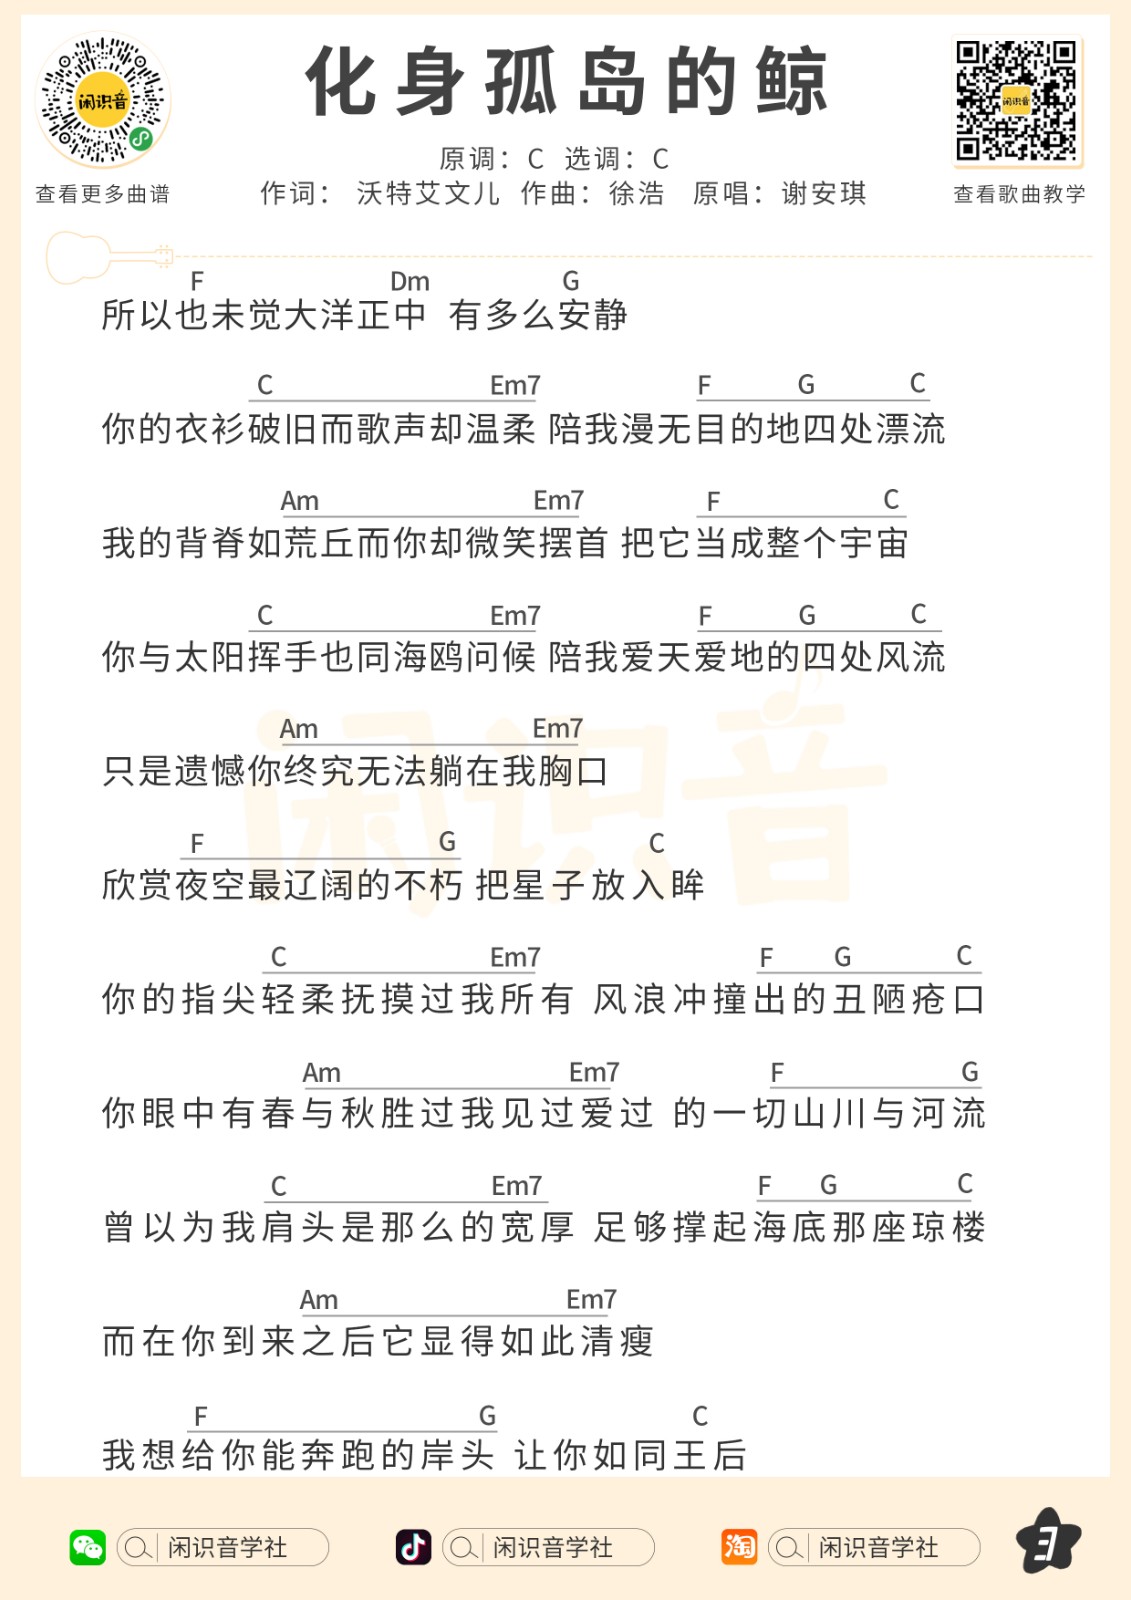 化身孤岛的鲸
原调：C 选调：C
作词： 沃特艾文儿 作曲：徐浩 原唱：谢安琪
闲识音
查看更多曲谱
闲识音
查看歌曲教学
F Dm G
所以也未觉大洋正中 有多么安静
C Em7 F G C
你的衣衫破旧而歌声却温柔 陪我漫无目的地四处漂流
Am Em7 F C
我的背脊如荒丘而你却微笑摆首 把它当成整个宇宙
C Em7 F G C
你与太阳挥手也同海鸥问候 陪我爱天爱地的四处风流
Am Em7
只是遗憾你终究无法躺在我胸口
F G C
欣赏夜空最辽阔的不朽 把星子放入眸
C Em7 F G C
你的指尖轻柔抚摸过我所有 风浪冲撞出的丑陋疮口
Am Em7 F G
你眼中有春与秋胜过我见过爱过 的一切山川与河流
C Em7 F G C
曾以为我肩头是那么的宽厚 足够撑起海底那座琼楼
Am Em7
而在你到来之后它显得如此清瘦
F G C
我想给你能奔跑的岸头 让你如同王后
闲识音
闲识音学社
闲识音学社
淘 闲识音学社
3